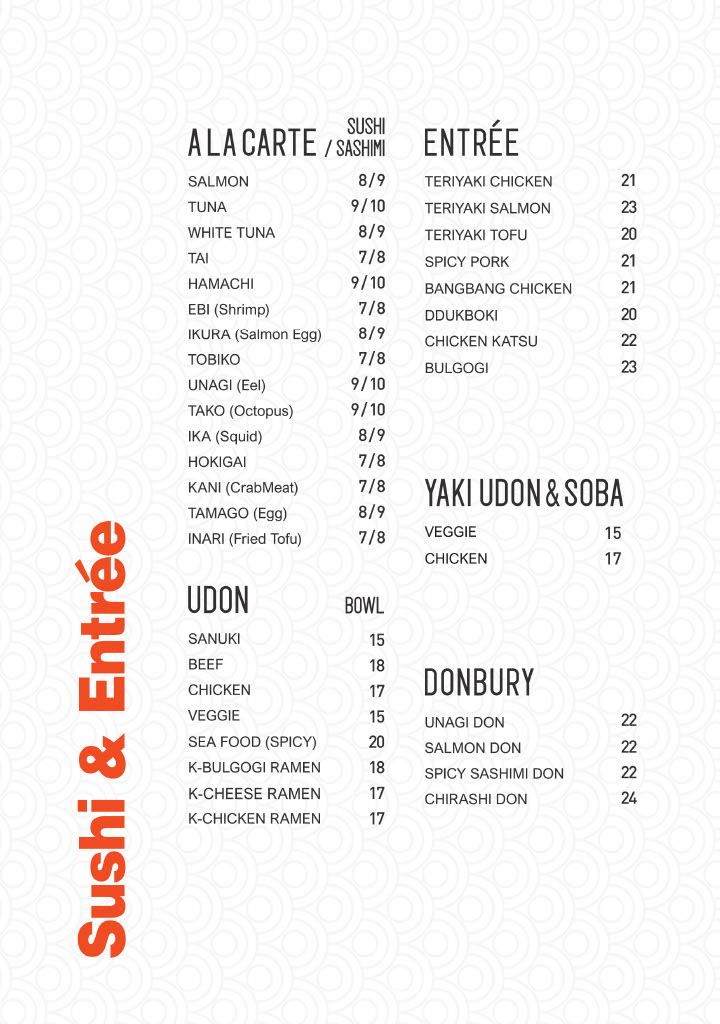 Sushi & Entrée
A LA CARTE SUSHI / SASHIMI
SALMON 8/9
TUNA 9/10
WHITE TUNA 8/9
TAI 7/8
HAMACHI 9/10
EBI (Shrimp) 7/8
IKURA (Salmon Egg) 8/9
TOBIKO 7/8
UNAGI (Eel) 9/10
TAKO (Octopus) 9/10
IKA (Squid) 8/9
HOKIGAI 7/8
KANI (CrabMeat) 7/8
TAMAGO (Egg) 8/9
INARI (Fried Tofu) 7/8
UDON BOWL
SANUKI 15
BEEF 18
CHICKEN 17
VEGGIE 15
SEA FOOD (SPICY) 20
K-BULGOGI RAMEN 18
K-CHEESE RAMEN 17
K-CHICKEN RAMEN 17
ENTRÉE
TERIYAKI CHICKEN 21
TERIYAKI SALMON 23
TERIYAKI TOFU 20
SPICY PORK 21
BANGBANG CHICKEN 21
DDUKBOKI 20
CHICKEN KATSU 22
BULGOGI 23
YAKI UDON & SOBA
VEGGIE 15
CHICKEN 17
DONBURY
UNAGI DON 22
SALMON DON 22
SPICY SASHIMI DON 22
CHIRASHI DON 24